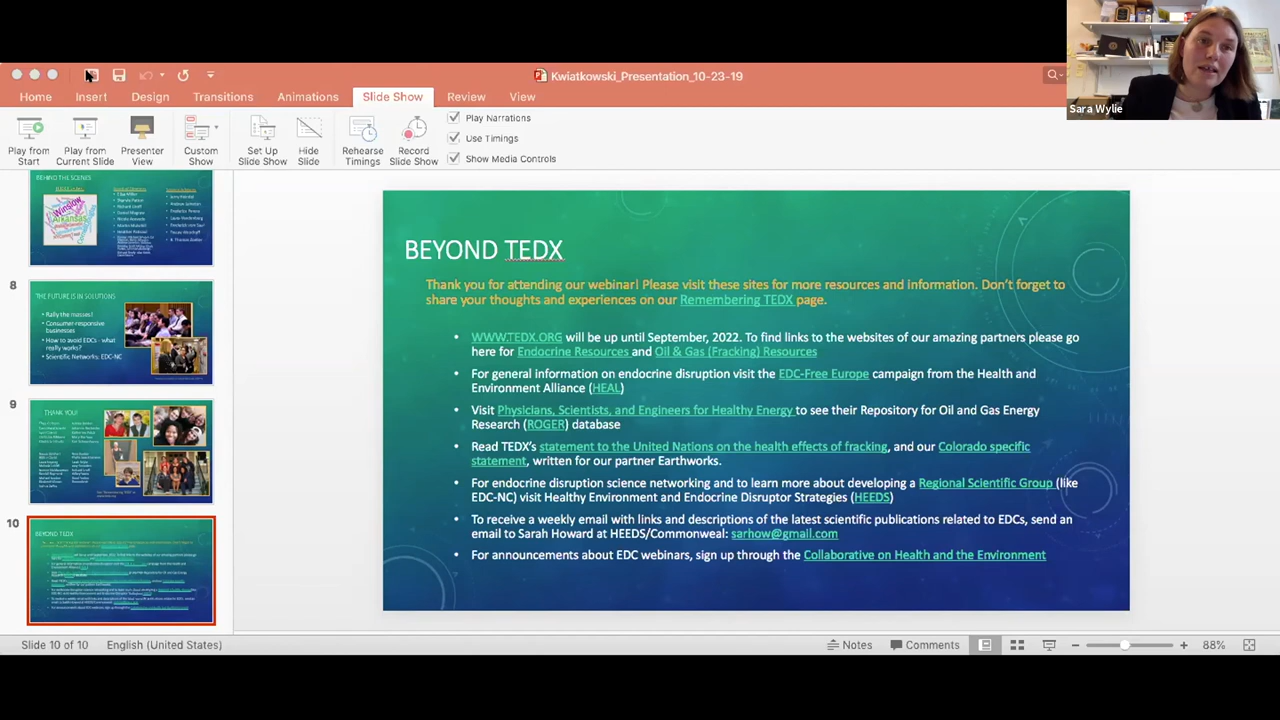 Kwiatkowski_Presentation_10-23-19
Sara Wylie
Home Insert Design Transitions Animations Slide Show Review View
Play from Start
Play from Current Slide
Presenter View
Custom Show
Set Up Slide Show
Hide Slide
Rehearse Timings
Record Slide Show
Play Narrations
Use Timings
Show Media Controls
BEHIND THE SCENES
Winslow
Arkansas
8
THE FUTURE IS IN SOLUTIONS
• Rally the masses!
• Consumer-responsive businesses
• How to avoid EDCs - what really works?
• Scientific Networks: EDC-NC
9
THANK YOU!
10
BEYOND TEDX
BEYOND TEDX
Thank you for attending our webinar! Please visit these sites for more resources and information. Don't forget to
share your thoughts and experiences on our Remembering TEDX page.
• WWW.TEDX.ORG will be up until September, 2022. To find links to the websites of our amazing partners please go
here for Endocrine Resources and Oil & Gas (Fracking) Resources
• For general information on endocrine disruption visit the EDC-Free Europe campaign from the Health and
Environment Alliance (HEAL)
• Visit Physicians, Scientists, and Engineers for Healthy Energy to see their Repository for Oil and Gas Energy
Research (ROGER) database
• Read TEDX's statement to the United Nations on the health effects of fracking, and our Colorado specific
statement, written for our partner Earthworks.
• For endocrine disruption science networking and to learn more about developing a Regional Scientific Group (like
EDC-NC) visit Healthy Environment and Endocrine Disruptor Strategies (HEEDS)
• To receive a weekly email with links and descriptions of the latest scientific publications related to EDCs, send an
email to Sarah Howard at HEEDS/Commonweal: sarhow@gmail.com
• For announcements about EDC webinars, sign up through the Collaborative on Health and the Environment
Slide 10 of 10 English (United States) Notes Comments 88%